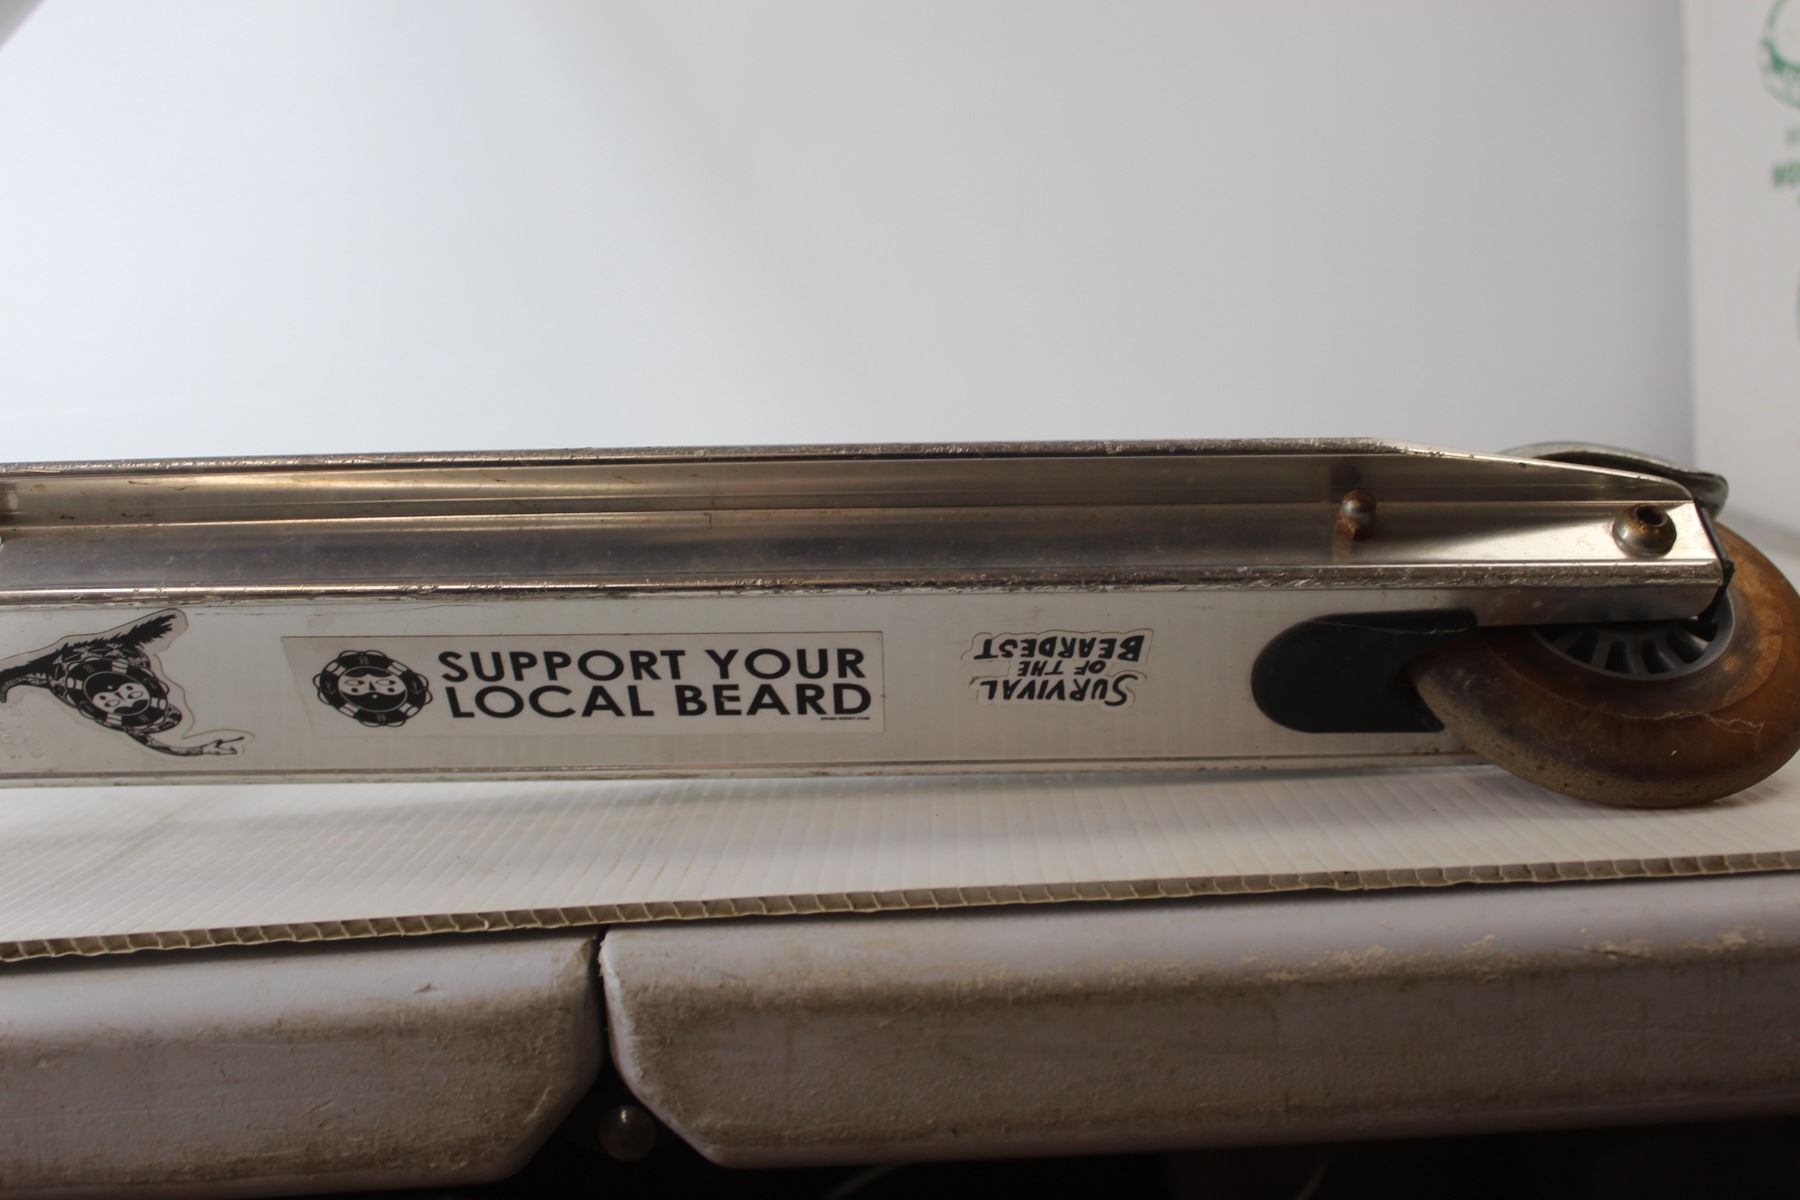 SUPPORT YOUR
LOCAL BEARD
SURVIVAL
OF THE
BEARDEST